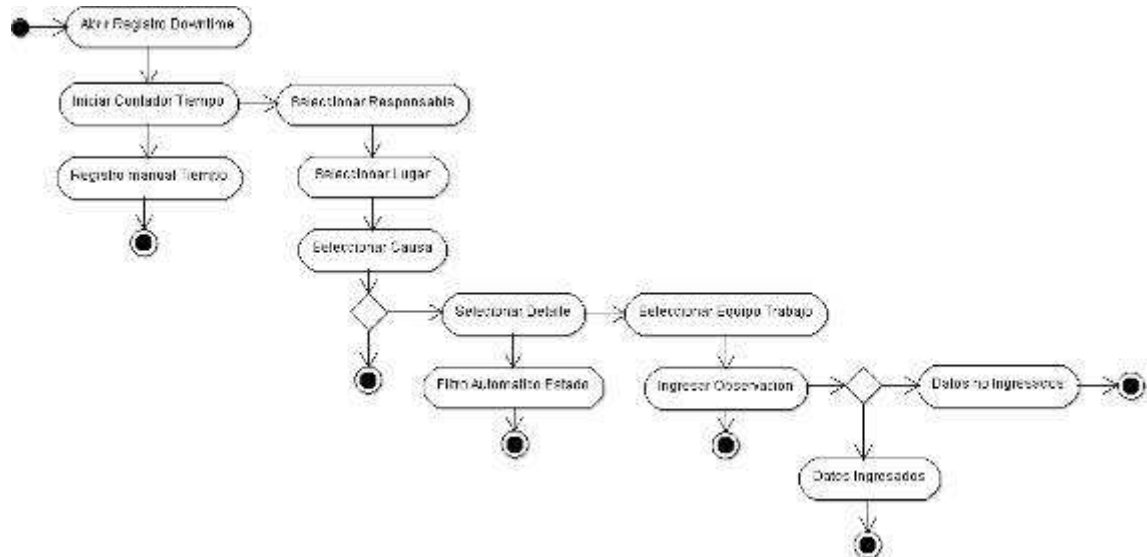 Abrir Registro Downtime
Iniciar Contador Tiempo
Seleccionar Responsable
Registro manual Tiempo
Seleccionar Lugar
Seleccionar Causa
Selecionar Detalle
Seleccionar Equipo Trabajo
Filtro Automatico Estado
Ingresar Observacion
Datos no Ingresados
Datos Ingresados